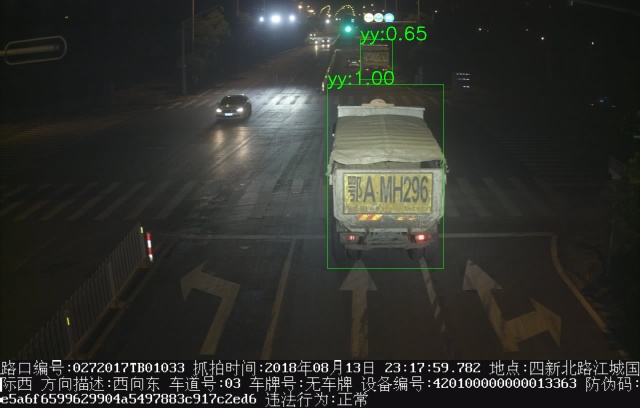 yy:0.65
yy:1.00
鄂A·MH296
路口编号:0272017TB01033 抓拍时间:2018年08月13日 23:17:59.782 地点:四新北路江城国
际西 方向描述:西向东 车道号:03 车牌号:无车牌 设备编号:420100000000013363 防伪码:
e5a6f6599629904a5497883c917c2ed6 违法行为:正常